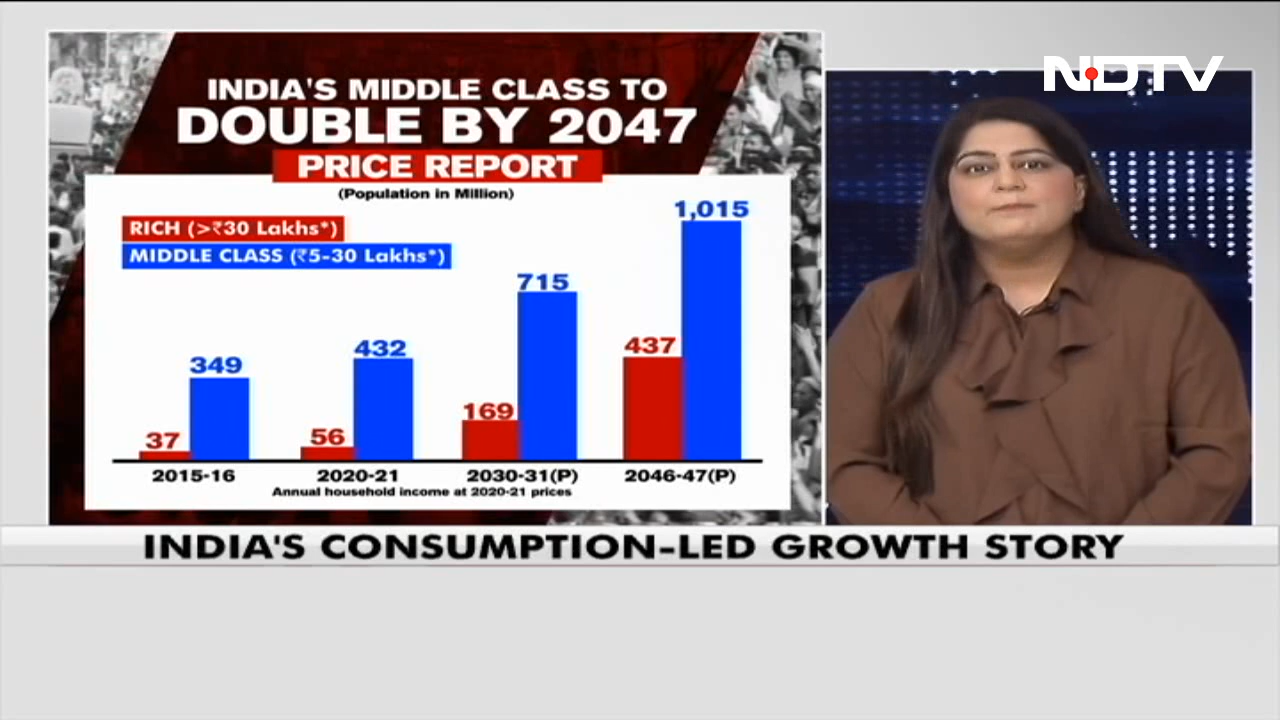 NDTV
INDIA'S MIDDLE CLASS TO
DOUBLE BY 2047
PRICE REPORT
(Population in Million)
RICH (>₹30 Lakhs*)
MIDDLE CLASS (₹5-30 Lakhs*)
37
349
56
432
169
715
437
1,015
2015-16
2020-21
2030-31(P)
2046-47(P)
Annual household income at 2020-21 prices
INDIA'S CONSUMPTION-LED GROWTH STORY